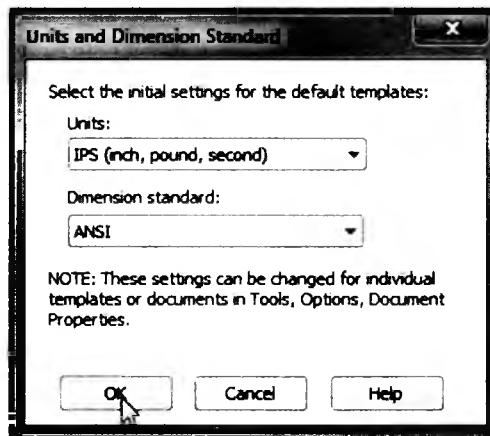 Units and Dimension Standard
Select the initial settings for the default templates:
Units:
IPS (inch, pound, second)
Dimension standard:
ANSI
NOTE: These settings can be changed for individual
templates or documents in Tools, Options, Document
Properties.
OK Cancel Help